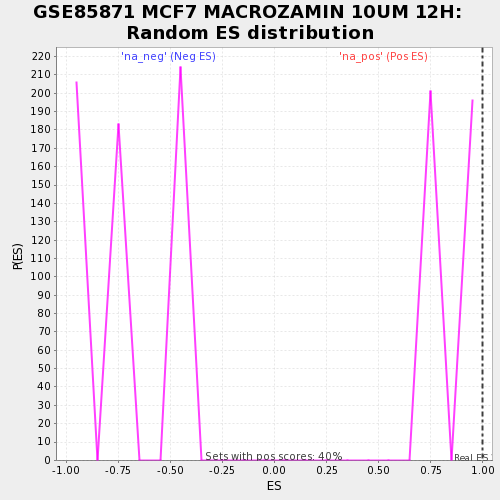 GSE85871 MCF7 MACROZAMIN 10UM 12H:
Random ES distribution
'na_neg' (Neg ES)
'na_pos' (Pos ES)
220
210
200
190
180
170
160
150
140
130
120
110
100
90
80
70
60
50
40
30
20
10
0
P(ES)
Sets with pos scores: 40%
Real ES
-1.00 -0.75 -0.50 -0.25 0.00 0.25 0.50 0.75 1.00
ES